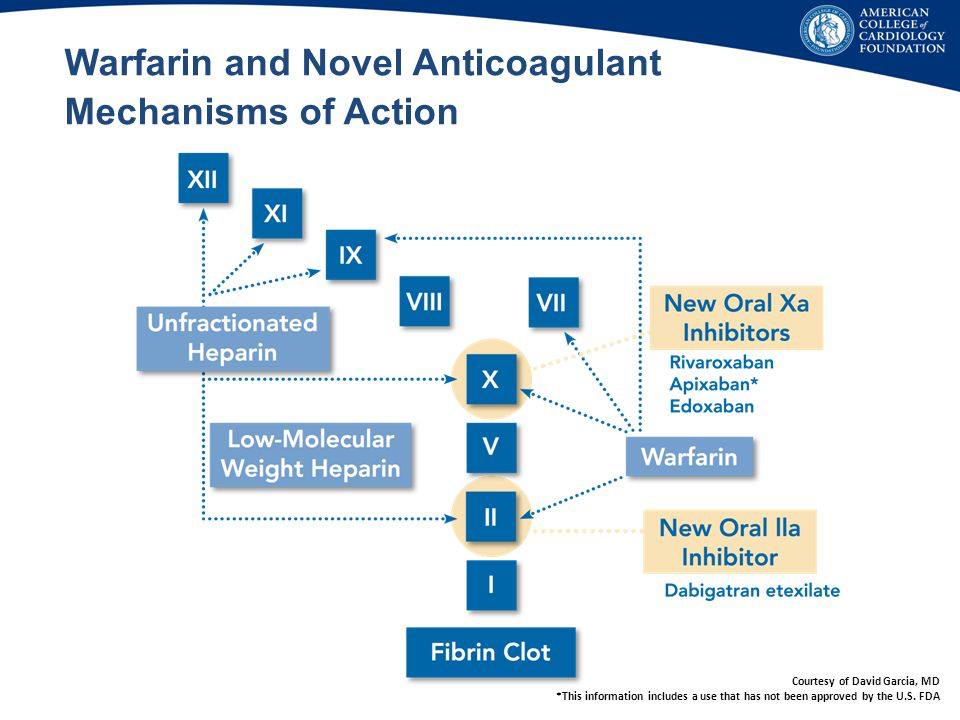 AMERICAN
COLLEGE of
CARDIOLOGY
FOUNDATION
Warfarin and Novel Anticoagulant
Mechanisms of Action
XII
XI
IX
VIII
VII
Unfractionated
Heparin
New Oral Xa
Inhibitors
Rivaroxaban
Apixaban*
Edoxaban
X
Low-Molecular
Weight Heparin
V
Warfarin
II
New Oral lla
Inhibitor
Dabigatran etexilate
I
Fibrin Clot
Courtesy of David Garcia, MD
*This information includes a use that has not been approved by the U.S. FDA